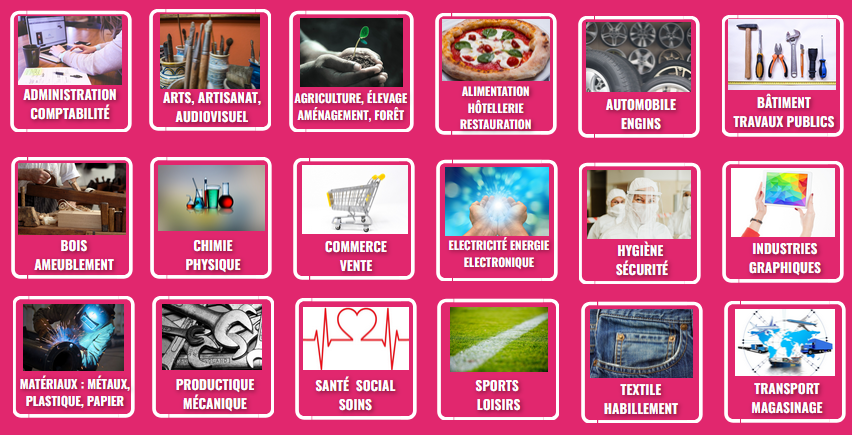 ADMINISTRATION
COMPTABILITÉ
ARTS, ARTISANAT,
AUDIOVISUEL
AGRICULTURE, ÉLEVAGE
AMÉNAGEMENT, FORÊT
ALIMENTATION
HÔTELLERIE
RESTAURATION
AUTOMOBILE
ENGINS
BÂTIMENT
TRAVAUX PUBLICS
BOIS
AMEUBLEMENT
CHIMIE
PHYSIQUE
COMMERCE
VENTE
ELECTRICITÉ ENERGIE
ELECTRONIQUE
HYGIÈNE
SÉCURITÉ
INDUSTRIES
GRAPHIQUES
MATÉRIAUX : MÉTAUX,
PLASTIQUE, PAPIER
PRODUCTIQUE
MÉCANIQUE
SANTÉ SOCIAL
SOINS
SPORTS
LOISIRS
TEXTILE
HABILLEMENT
TRANSPORT
MAGASINAGE